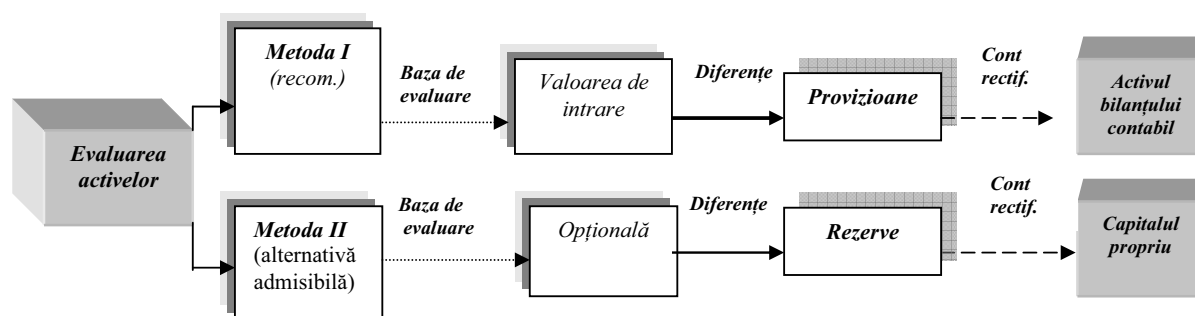 Metoda I
(recom.)
Baza de
evaluare
Valoarea de
intrare
Diferențe
Provizioane
Cont
rectif.
Activul
bilanțului
contabil
Evaluarea
activelor
Metoda II
(alternativă
admisibilă)
Baza de
evaluare
Opțională
Diferențe
Rezerve
Cont
rectif.
Capitalul
propriu